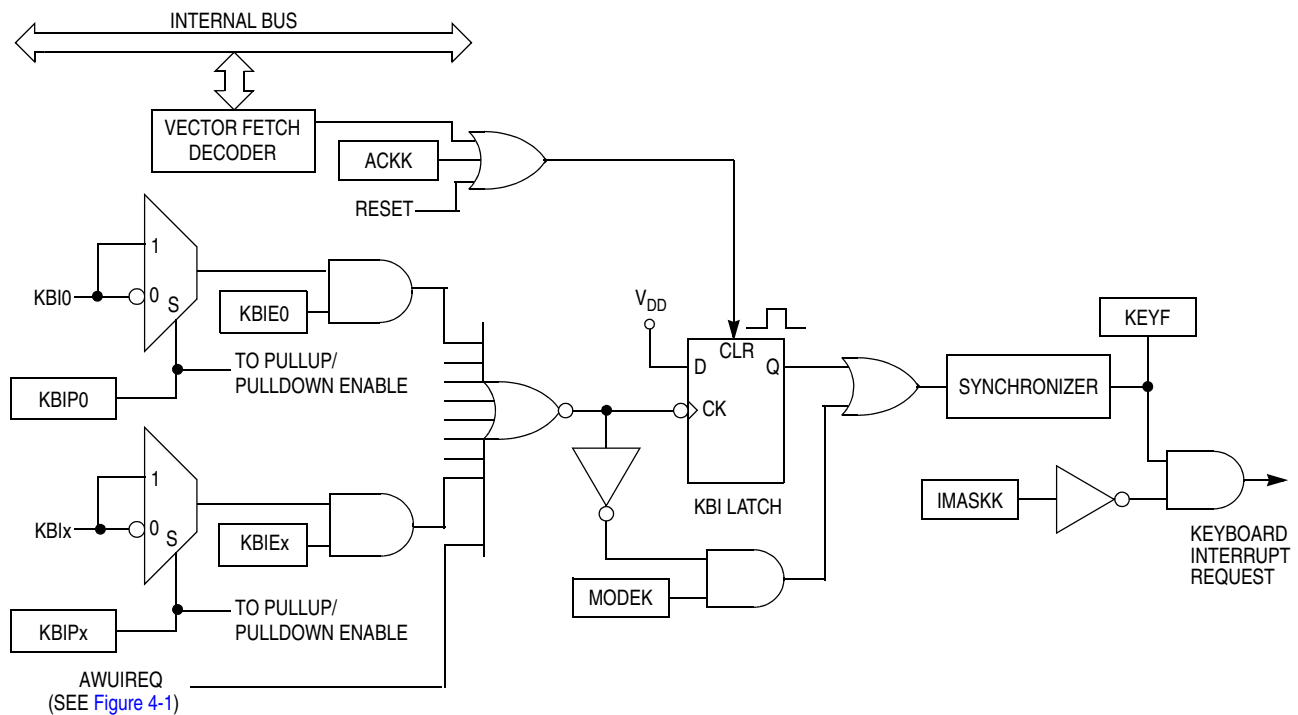 INTERNAL BUS
VECTOR FETCH
DECODER
ACKK
RESET
1
KBI0
0
S
KBIE0
TO PULLUP/
PULLDOWN ENABLE
KBIP0
VDD
CLR
D
Q
CK
KBI LATCH
KEYF
SYNCHRONIZER
1
KBIx
0
S
KBIEx
TO PULLUP/
PULLDOWN ENABLE
KBIPx
MODEK
IMASKK
KEYBOARD
INTERRUPT
REQUEST
AWUIREQ
(SEE Figure 4-1)